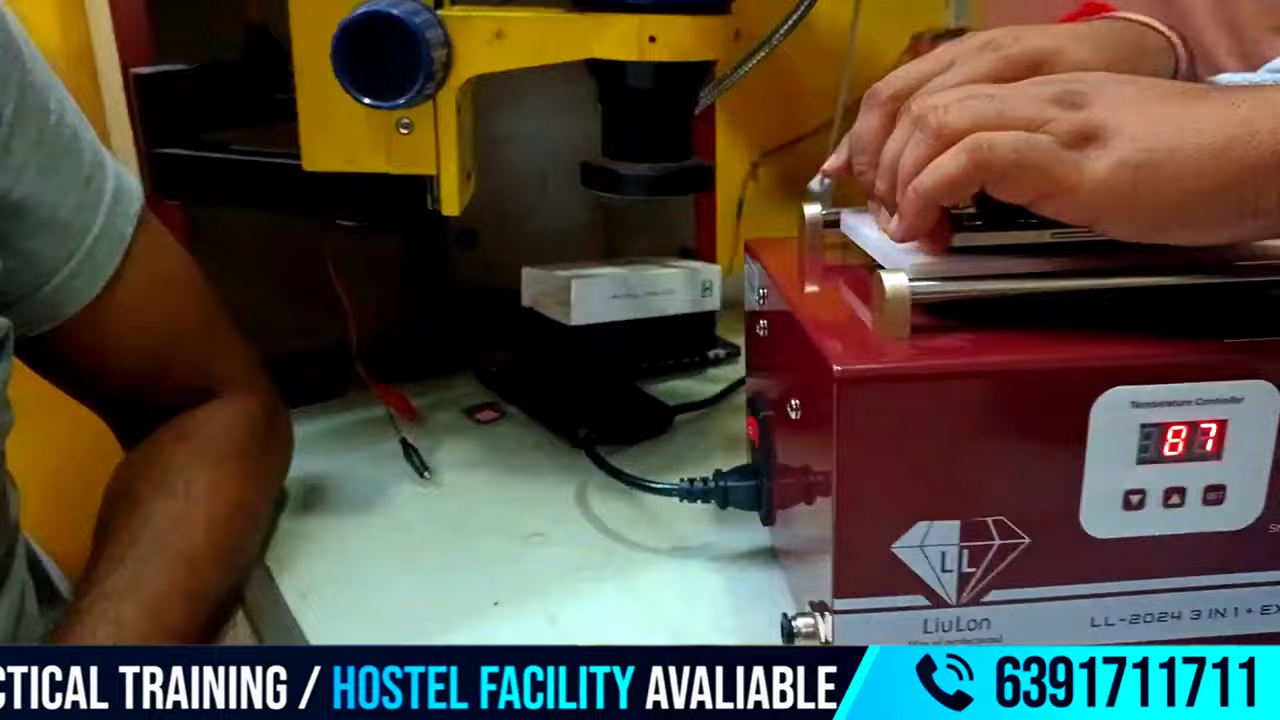 Temperature Controller
87
SET
LL
LiuLon
LL-2024 3 IN 1 + EX
CTICAL TRAINING / HOSTEL FACILITY AVALIABLE
6391711711